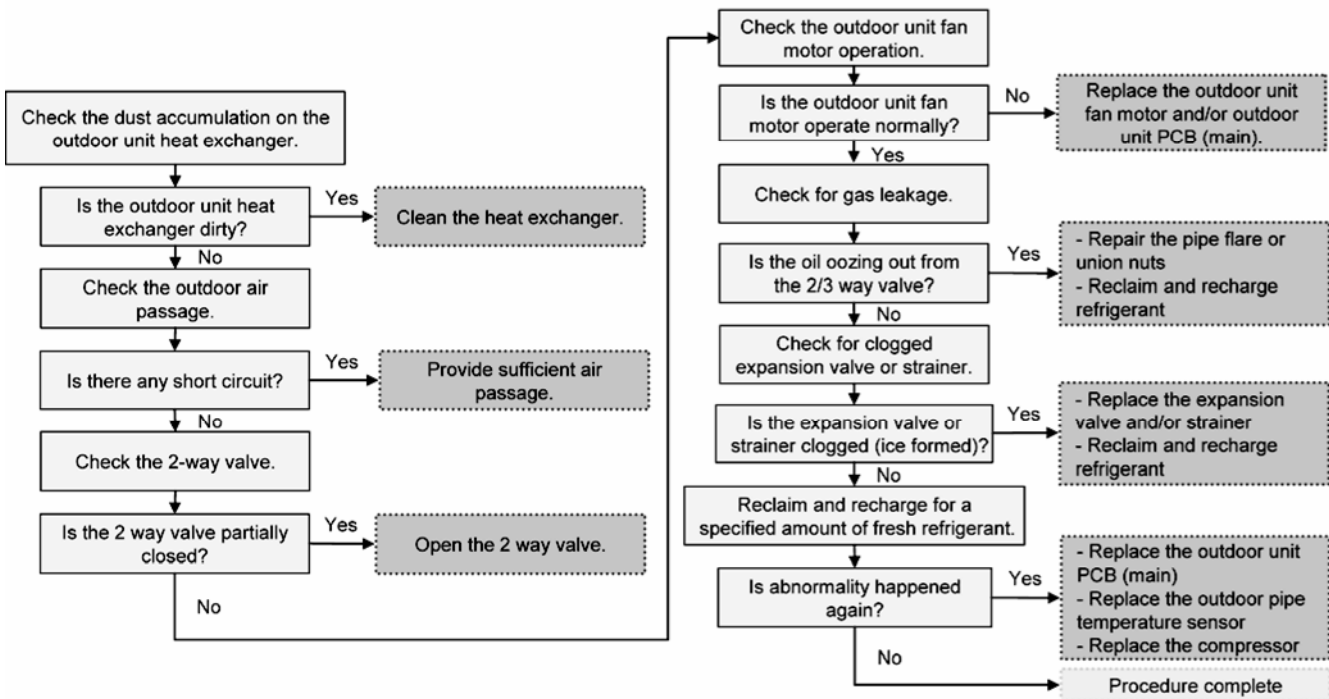 Check the dust accumulation on the
outdoor unit heat exchanger.
Is the outdoor unit heat
exchanger dirty?
Yes
Clean the heat exchanger.
No
Check the outdoor air
passage.
Is there any short circuit?
Yes
Provide sufficient air
passage.
No
Check the 2-way valve.
Is the 2 way valve partially
closed?
Yes
Open the 2 way valve.
No
Check the outdoor unit fan
motor operation.
Is the outdoor unit fan
motor operate normally?
No
Replace the outdoor unit
fan motor and/or outdoor
unit PCB (main).
Yes
Check for gas leakage.
Is the oil oozing out from
the 2/3 way valve?
Yes
- Repair the pipe flare or
union nuts
- Reclaim and recharge
refrigerant
No
Check for clogged
expansion valve or strainer.
Is the expansion valve or
strainer clogged (ice formed)?
Yes
- Replace the expansion
valve and/or strainer
- Reclaim and recharge
refrigerant
No
Reclaim and recharge for a
specified amount of fresh refrigerant.
Is abnormality happened
again?
Yes
- Replace the outdoor unit
PCB (main)
- Replace the outdoor pipe
temperature sensor
- Replace the compressor
No
Procedure complete